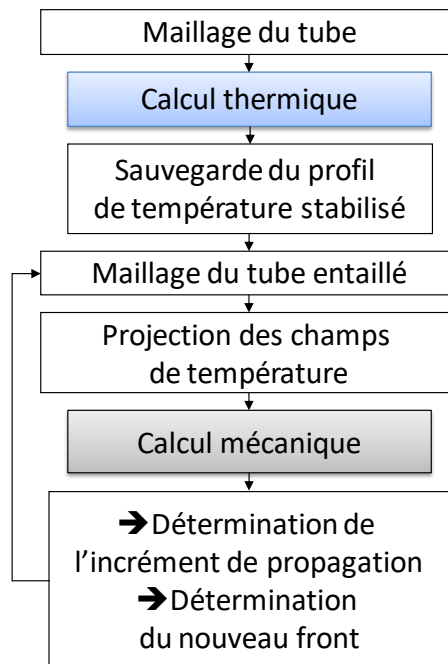 Maillage du tube
Calcul thermique
Sauvegarde du profil
de température stabilisé
Maillage du tube entaillé
Projection des champs
de température
Calcul mécanique
➔Détermination de
l'incrément de propagation
➔Détermination
du nouveau front